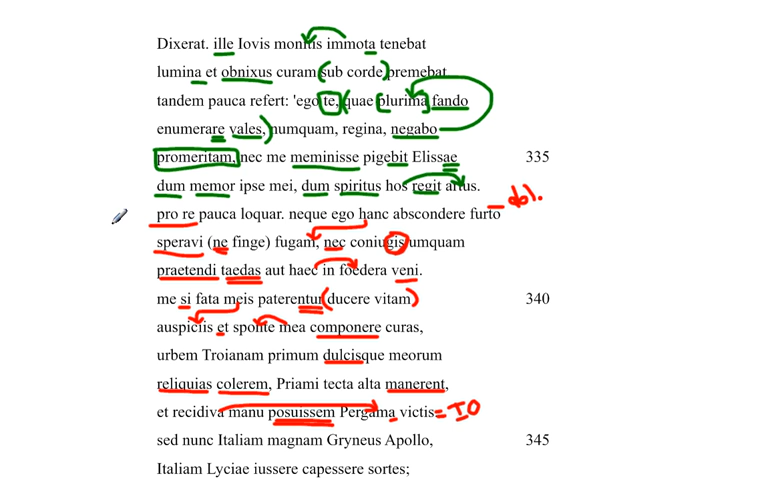 Dixerat. ille Iovis monitis immota tenebat
lumina et obnixus curam (sub corde) premebat
tandem pauca refert: 'ego te, (quae [plurima] fando
enumerare vales,) numquam, regina, negabo
promeritam, nec me meminisse pigebit Elissae 335
dum memor ipse mei, dum spiritus hos regit artus.
pro re pauca loquar. neque ego hanc abscondere furto dol.
speravi (ne finge) fugam, nec coniugis umquam
praetendi taedas aut haec in foedera veni.
me si fata meis paterentur (ducere vitam) 340
auspiciis et sponte mea componere curas,
urbem Troianam primum dulcisque meorum
reliquias colerem, Priami tecta alta manerent,
et recidiva manu posuissem Pergama victis = IO
sed nunc Italiam magnam Gryneus Apollo, 345
Italiam Lyciae iussere capessere sortes;